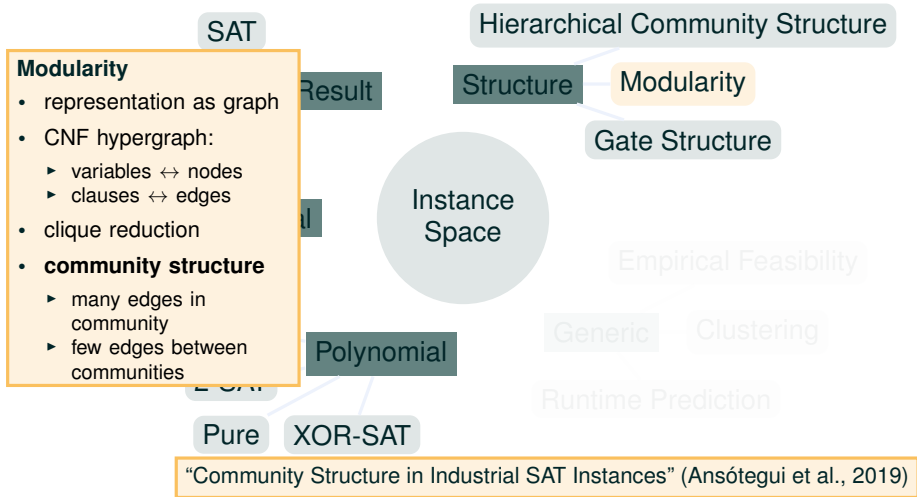 SAT
Hierarchical Community Structure
Modularity
• representation as graph
• CNF hypergraph:
► variables ↔ nodes
► clauses ↔ edges
• clique reduction
• community structure
► many edges in
community
► few edges between
communities
Result
Structure
Modularity
Gate Structure
Instance
Space
Empirical Feasibility
Generic
Clustering
Polynomial
Runtime Prediction
Pure
XOR-SAT
“Community Structure in Industrial SAT Instances” (Ansótegui et al., 2019)